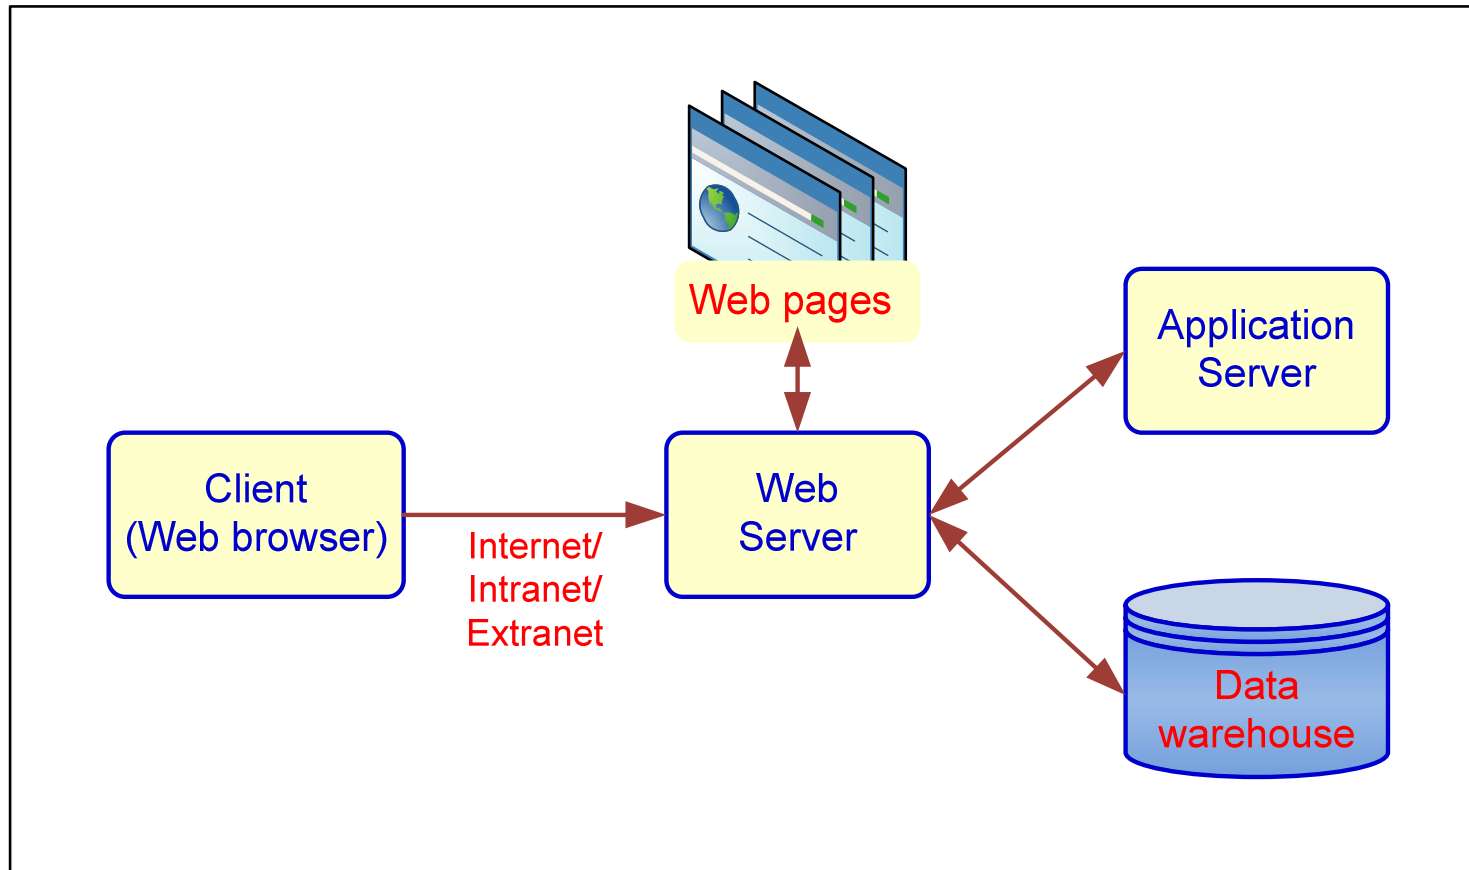 Web pages
Application
Server
Client
(Web browser)
Internet/
Intranet/
Extranet
Web
Server
Data
warehouse